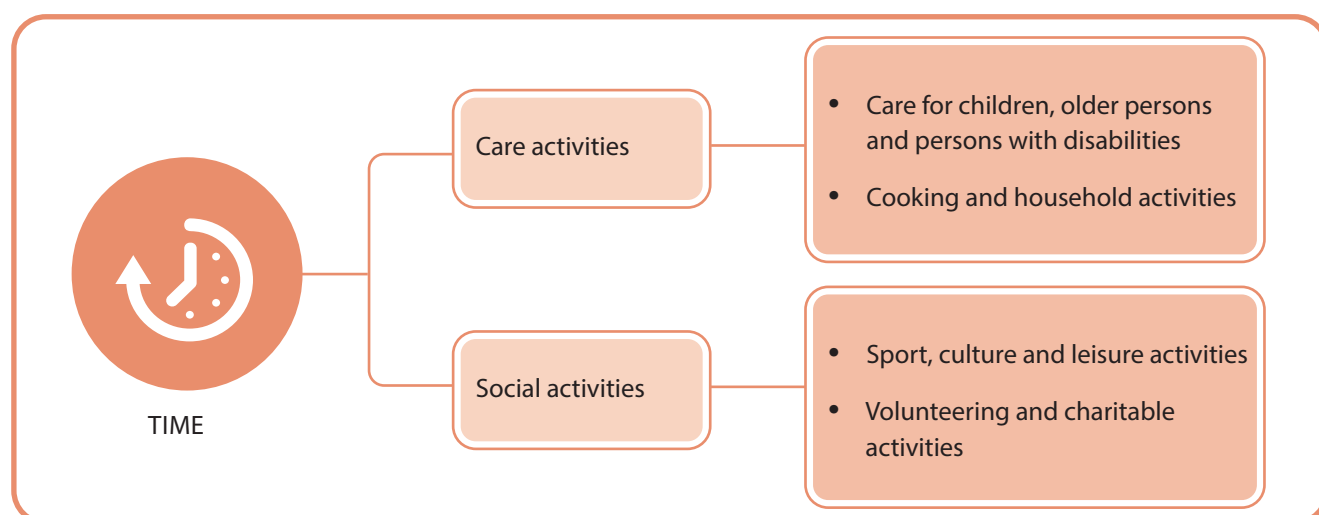 TIME
Care activities
• Care for children, older persons
and persons with disabilities
• Cooking and household activities
Social activities
• Sport, culture and leisure activities
• Volunteering and charitable
activities